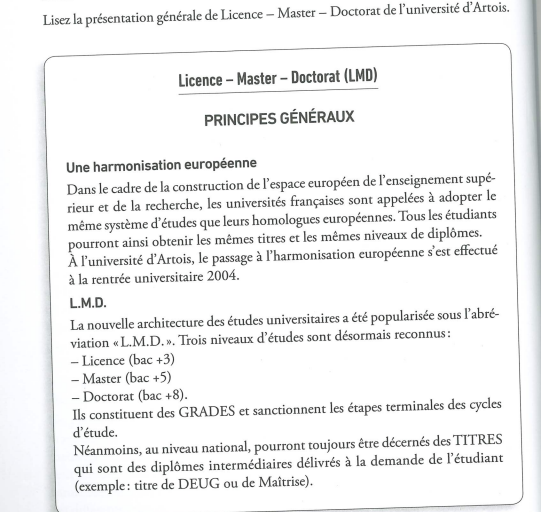 Lisez la présentation générale de Licence – Master – Doctorat de l'université d'Artois.
Licence – Master – Doctorat (LMD)
PRINCIPES GÉNÉRAUX
Une harmonisation européenne
Dans le cadre de la construction de l'espace européen de l'enseignement supé-
rieur et de la recherche, les universités françaises sont appelées à adopter le
même système d'études que leurs homologues européennes. Tous les étudiants
pourront ainsi obtenir les mêmes titres et les mêmes niveaux de diplômes.
À l'université d'Artois, le passage à l'harmonisation européenne s'est effectué
à la rentrée universitaire 2004.
L.M.D.
La nouvelle architecture des études universitaires a été popularisée sous l'abré-
viation « L.M.D. ». Trois niveaux d'études sont désormais reconnus :
– Licence (bac +3)
– Master (bac +5)
– Doctorat (bac +8).
Ils constituent des GRADES et sanctionnent les étapes terminales des cycles
d'étude.
Néanmoins, au niveau national, pourront toujours être décernés des TITRES
qui sont des diplômes intermédiaires délivrés à la demande de l'étudiant
(exemple : titre de DEUG ou de Maîtrise).